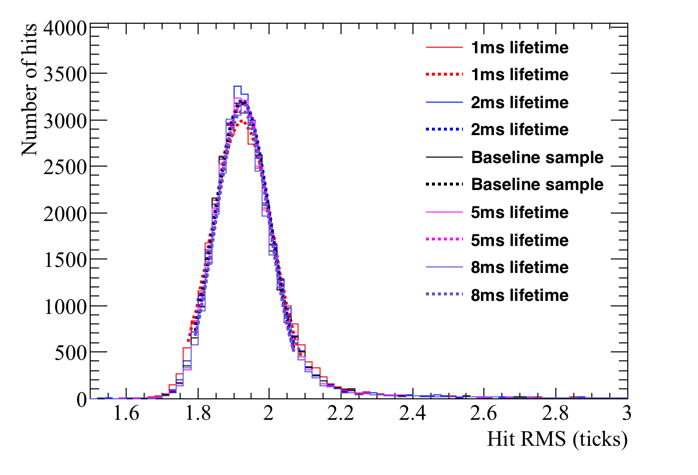 Number of hits
4000
3500
3000
2500
2000
1500
1000
500
0
1.6 1.8 2 2.2 2.4 2.6 2.8 3
Hit RMS (ticks)
1ms lifetime
1ms lifetime
2ms lifetime
2ms lifetime
Baseline sample
Baseline sample
5ms lifetime
5ms lifetime
8ms lifetime
8ms lifetime